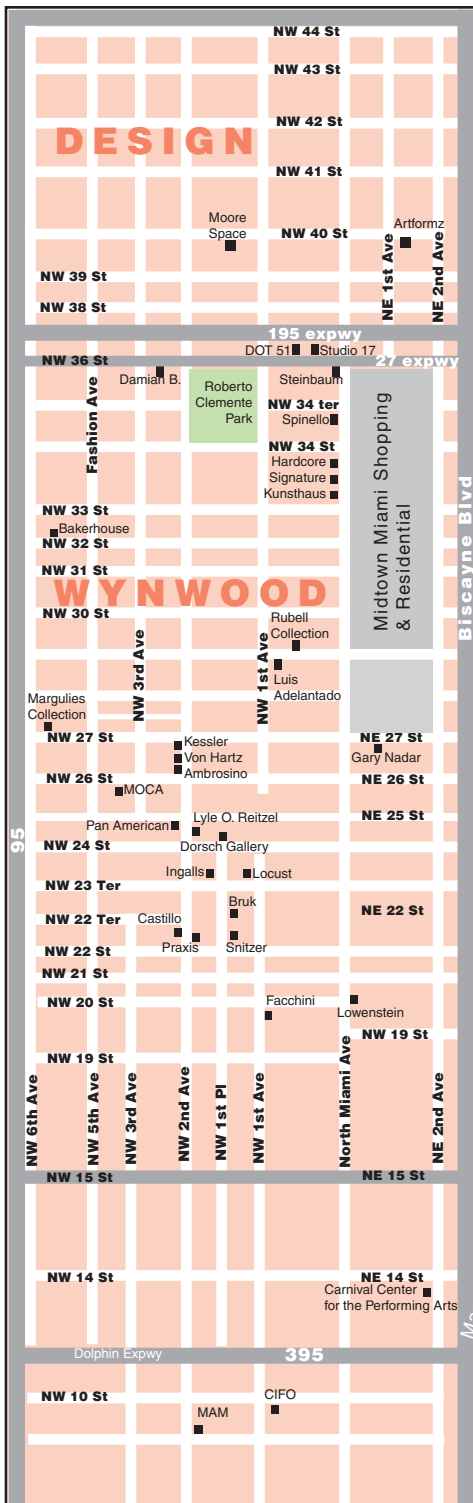 NW 44 St
NW 43 St
NW 42 St
DESIGN
NW 41 St
Moore
Space
NW 40 St
Artformz
NE 1st Ave
NE 2nd Ave
NW 39 St
NW 38 St
195 expwy
DOT 51
Studio 17
NW 36 St
27 expwy
Damian B.
Roberto
Clemente
Park
Steinbaum
Fashion Ave
NW 34 ter
Spinello
NW 34 St
Hardcore
Signature
Kunsthaus
Midtown Miami Shopping
& Residential
Biscayne Blvd
NW 33 St
Bakerhouse
NW 32 St
NW 31 St
WYNWOOD
NW 30 St
Rubell
Collection
NW 3rd Ave
NW 1st Ave
Luis
Adelantado
Margulies
Collection
NW 27 St
Kessler
NE 27 St
Von Hartz
Gary Nadar
Ambrosino
NW 26 St
NE 26 St
MOCA
95
Pan American
Lyle O. Reitzel
NE 25 St
Dorsch Gallery
NW 24 St
Ingalls
Locust
NW 23 Ter
Bruk
NE 22 St
NW 22 Ter
Castillo
Praxis
Snitzer
NW 22 St
NW 21 St
NW 20 St
Facchini
Lowenstein
NW 19 St
NW 19 St
NW 6th Ave
NW 5th Ave
NW 3rd Ave
NW 2nd Ave
NW 1st Pl
NW 1st Ave
North Miami Ave
NE 2nd Ave
NW 15 St
NE 15 St
NW 14 St
NE 14 St
Carnival Center
for the Performing Arts
Dolphin Expwy
395
NW 10 St
CIFO
MAM